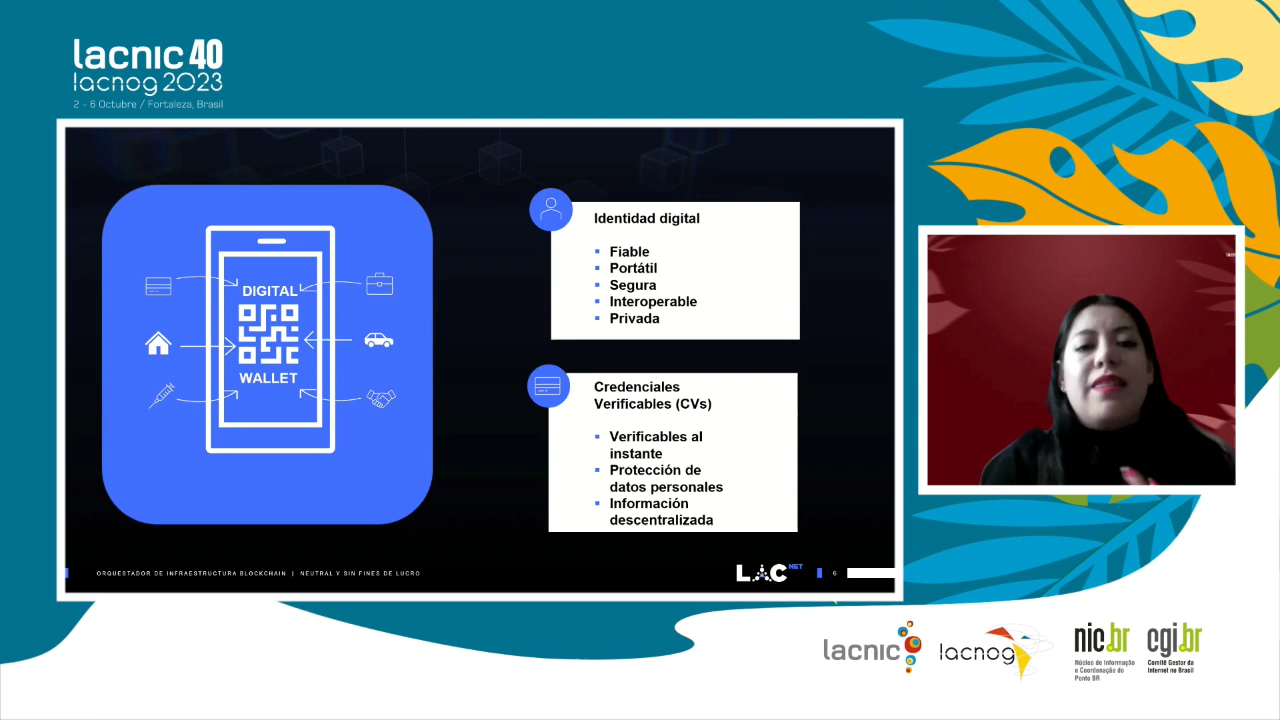 lacnic 40
lacnog 2023
2 - 6 Octubre / Fortaleza, Brasil
DIGITAL
WALLET
Identidad digital
▪ Fiable
▪ Portátil
▪ Segura
▪ Interoperable
▪ Privada
Credenciales
Verificables (CVs)
▪ Verificables al
instante
▪ Protección de
datos personales
▪ Información
descentralizada
ORQUESTADOR DE INFRAESTRUCTURA BLOCKCHAIN | NEUTRAL Y SIN FINES DE LUCRO
LAC NET
6
lacnic
lacnog
nic.br
Núcleo de Informação
e Coordenação do
Ponto BR
cgi.br
Comitê Gestor da
Internet no Brasil